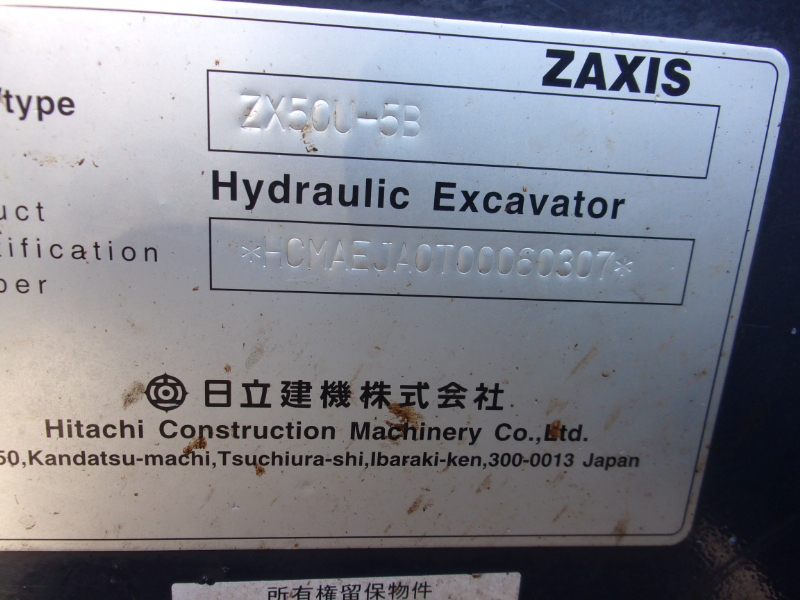 ZAXIS
/type
ZX50U-5B
Hydraulic Excavator
uct
tification
ber
*HCMAEJA0T00060307*
日立建機株式会社
Hitachi Construction Machinery Co.,Ltd.
50,Kandatsu-machi,Tsuchiura-shi,Ibaraki-ken,300-0013 Japan
所有権留保物件